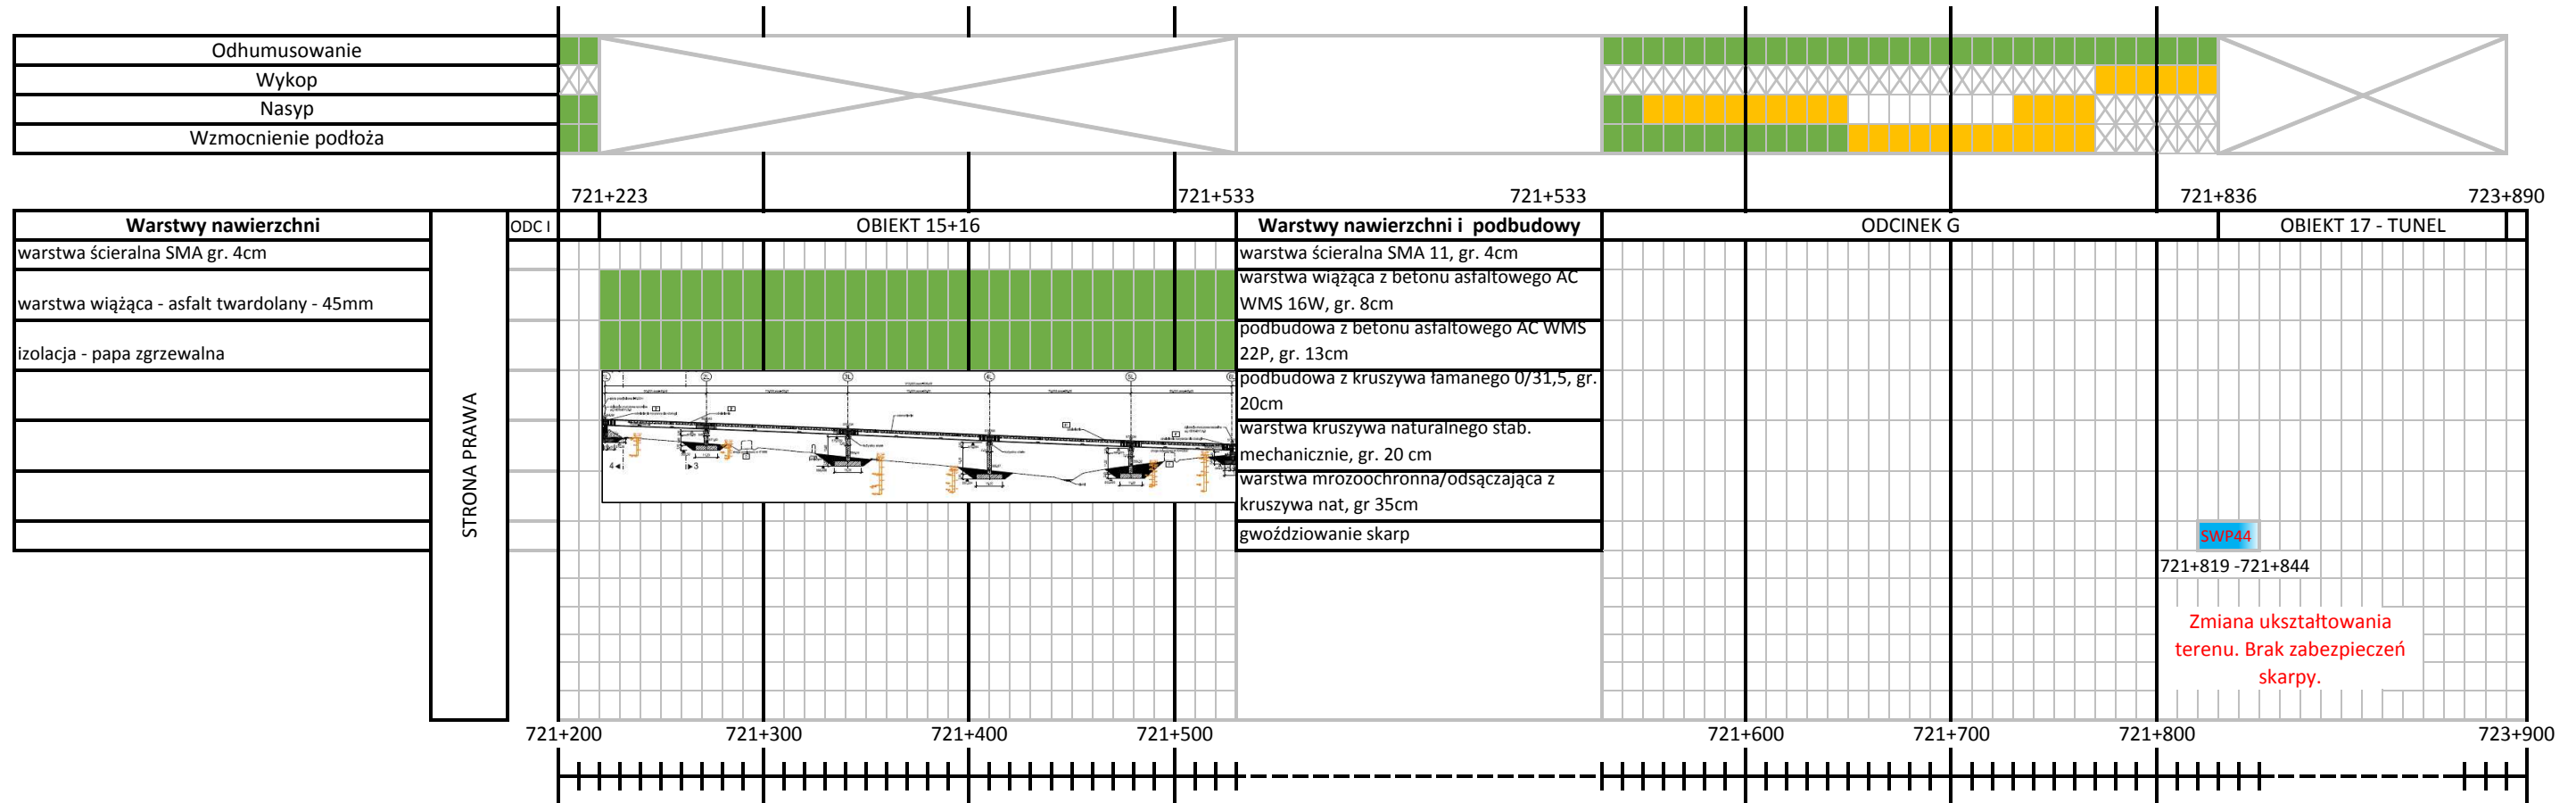 Odhumusowanie
Wykop
Nasyp
Wzmocnienie podłoża
721+223
721+533
721+533
721+836
723+890
Warstwy nawierzchni
ODC I
OBIEKT 15+16
Warstwy nawierzchni i podbudowy
ODCINEK G
OBIEKT 17 - TUNEL
warstwa ścieralna SMA gr. 4cm
warstwa wiążąca - asfalt twardolany - 45mm
izolacja - papa zgrzewalna
STRONA PRAWA
warstwa ścieralna SMA 11, gr. 4cm
warstwa wiążąca z betonu asfaltowego AC
WMS 16W, gr. 8cm
podbudowa z betonu asfaltowego AC WMS
22P, gr. 13cm
podbudowa z kruszywa łamanego 0/31,5, gr.
20cm
warstwa kruszywa naturalnego stab.
mechanicznie, gr. 20 cm
warstwa mrozoochronna/odsączająca z
kruszywa nat, gr 35cm
gwoździowanie skarp
4
3
SWP44
721+819 -721+844
Zmiana ukształtowania
terenu. Brak zabezpieczeń
skarpy.
721+200
721+300
721+400
721+500
721+600
721+700
721+800
723+900